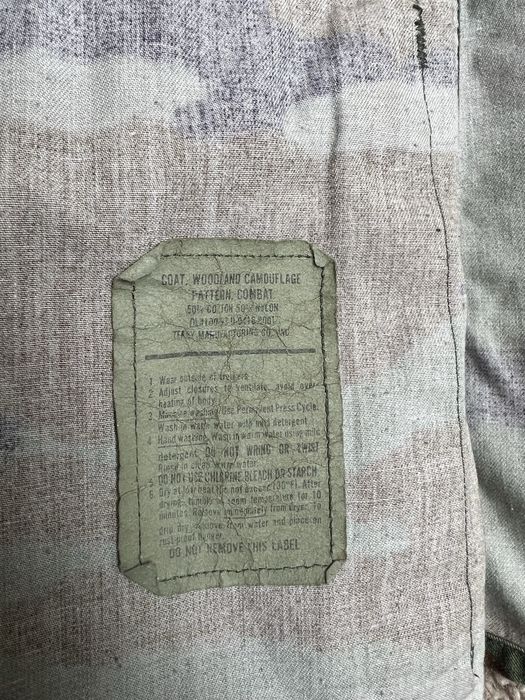 COAT, WOODLAND CAMOUFLAGE
PATTERN, COMBAT
50% COTTON 50% NYLON
MANUFACTURING CO., INC
1 Wear outside of trousers
2 Adjust closures to ventilate, avoid over-
heating of body.
3 Machine washing: Use Permanent Press Cycle.
Wash in warm water with mild detergent.
4 Hand washing: Wash in warm water using mild
detergent DO NOT WRING OR TWIST
Rinse in clean warm water.
5 DO NOT USE CHLORINE BLEACH OR STARCH
6 Dry at low heat (do not exceed 130°F). After
drying, tumble at room temperature for 10
minutes. Remove immediately from dryer. To
drip dry, remove from water and place on
rust-proof hanger.
DO NOT REMOVE THIS LABEL